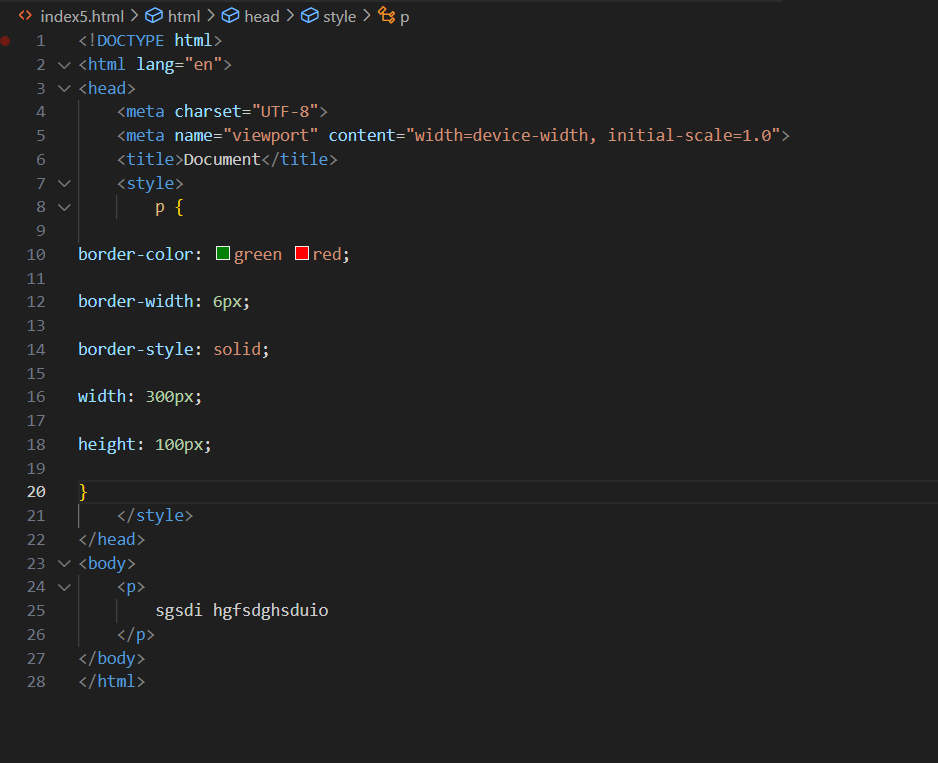 index5.html > html > head > style > p
1 <!DOCTYPE html>
2 <html lang="en">
3 <head>
4     <meta charset="UTF-8">
5     <meta name="viewport" content="width=device-width, initial-scale=1.0">
6     <title>Document</title>
7     <style>
8         p {
9
10 border-color: green red;
11
12 border-width: 6px;
13
14 border-style: solid;
15
16 width: 300px;
17
18 height: 100px;
19
20 }
21     </style>
22 </head>
23 <body>
24     <p>
25         sgsdi hgfsdghsduio
26     </p>
27 </body>
28 </html>